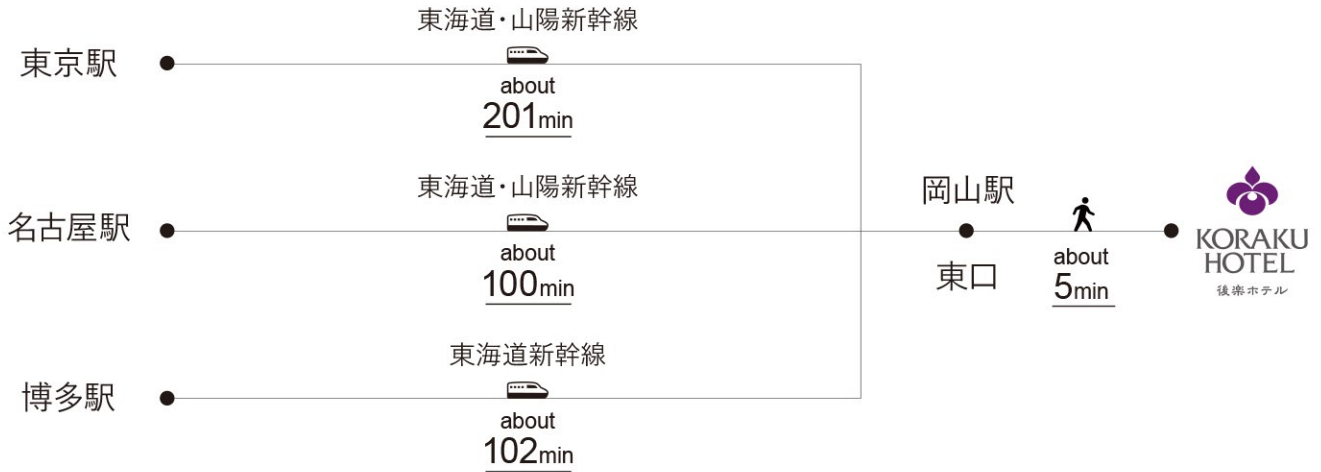 東海道・山陽新幹線
東京駅
about
201min
東海道・山陽新幹線
名古屋駅
about
100min
東海道新幹線
博多駅
about
102min
岡山駅
東口
about
5min
KORAKU
HOTEL
後楽ホテル